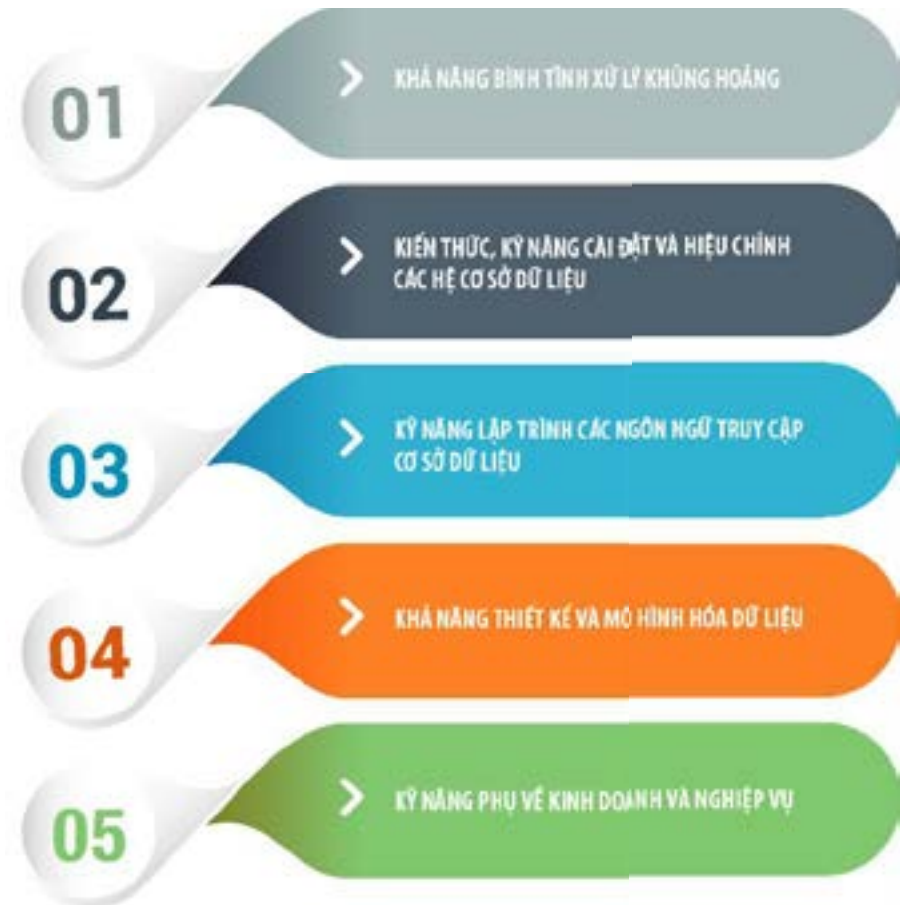 01
KHẢ NĂNG BÌNH TĨNH XỬ LÝ KHỦNG HOẢNG
02
KIẾN THỨC, KỸ NĂNG CÀI ĐẶT VÀ HIỆU CHỈNH
CÁC HỆ CƠ SỞ DỮ LIỆU
03
KỸ NĂNG LẬP TRÌNH CÁC NGÔN NGỮ TRUY CẬP
CƠ SỞ DỮ LIỆU
04
KHẢ NĂNG THIẾT KẾ VÀ MÔ HÌNH HÓA DỮ LIỆU
05
KỸ NĂNG PHỤ VỀ KINH DOANH VÀ NGHIỆP VỤ